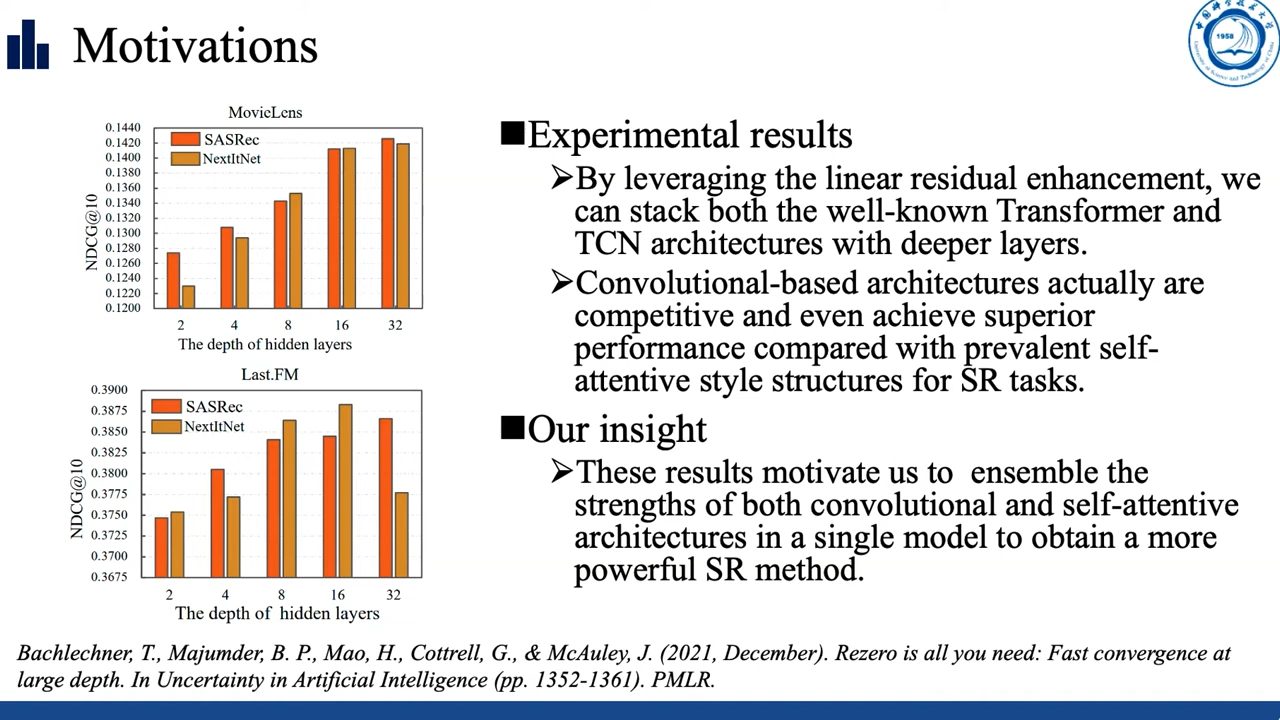 Motivations
1958
University of Science and Technology of China
MovieLens
0.1440
0.1420
0.1400
0.1380
0.1360
0.1340
0.1320
0.1300
0.1280
0.1260
0.1240
0.1220
0.1200
NDCG@10
SASRec
NextItNet
2 4 8 16 32
The depth of hidden layers
Last.FM
0.3900
0.3875
0.3850
0.3825
0.3800
0.3775
0.3750
0.3725
0.3700
0.3675
NDCG@10
SASRec
NextItNet
2 4 8 16 32
The depth of hidden layers
■Experimental results
➢By leveraging the linear residual enhancement, we
can stack both the well-known Transformer and
TCN architectures with deeper layers.
➢Convolutional-based architectures actually are
competitive and even achieve superior
performance compared with prevalent self-
attentive style structures for SR tasks.
■Our insight
➢These results motivate us to ensemble the
strengths of both convolutional and self-attentive
architectures in a single model to obtain a more
powerful SR method.
Bachlechner, T., Majumder, B. P., Mao, H., Cottrell, G., & McAuley, J. (2021, December). Rezero is all you need: Fast convergence at
large depth. In Uncertainty in Artificial Intelligence (pp. 1352-1361). PMLR.